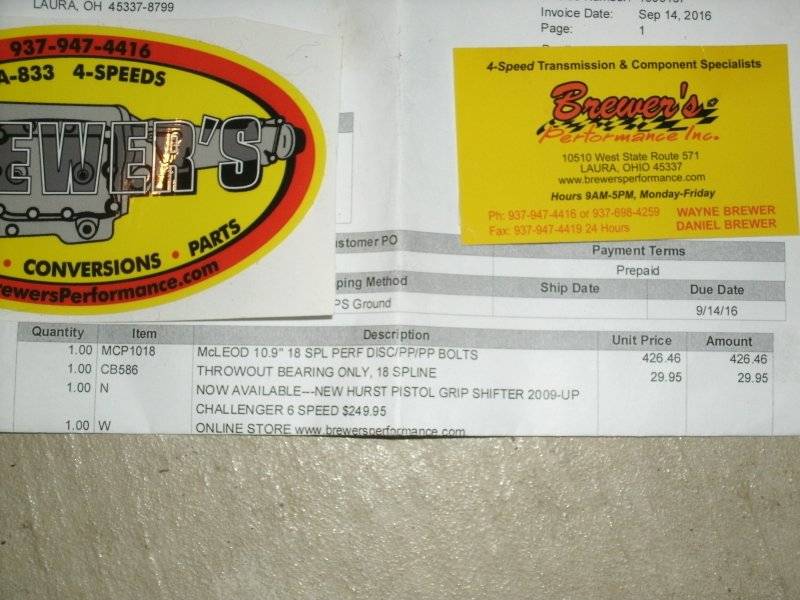 LAURA, OH 45337-8799
Invoice Date: Sep 14, 2016
Page: 1
937-947-4416
A-833 4-SPEEDS
EWER'S
• CONVERSIONS • PARTS
rewersPerformance.com
4-Speed Transmission & Component Specialists
Brewer's
Performance Inc.
10510 West State Route 571
LAURA, OHIO 45337
www.brewersperformance.com
Hours 9AM-5PM, Monday-Friday
Ph: 937-947-4416 or 937-698-4259 WAYNE BREWER
Fax: 937-947-4419 24 Hours DANIEL BREWER
ustomer PO Payment Terms
Prepaid
ping Method Ship Date Due Date
PS Ground 9/14/16
Quantity Item Description Unit Price Amount
1.00 MCP1018 McLEOD 10.9" 18 SPL PERF DISC/PP/PP BOLTS 426.46 426.46
1.00 CB586 THROWOUT BEARING ONLY, 18 SPLINE 29.95 29.95
1.00 N NOW AVAILABLE---NEW HURST PISTOL GRIP SHIFTER 2009-UP
CHALLENGER 6 SPEED $249.95
1.00 W ONLINE STORE www.brewersperformance.com